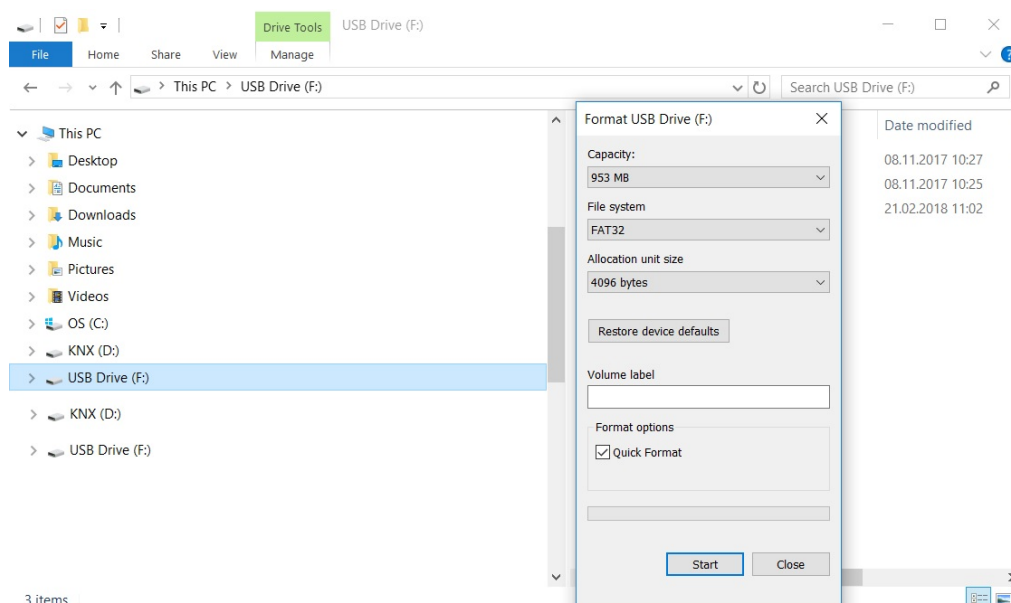 Drive Tools
USB Drive (F:)
File
Home
Share
View
Manage
?
This PC
USB Drive (F:)
Search USB Drive (F:)
This PC
Desktop
Documents
Downloads
Music
Pictures
Videos
OS (C:)
KNX (D:)
USB Drive (F:)
KNX (D:)
USB Drive (F:)
3 items
Format USB Drive (F:)
Capacity:
953 MB
File system
FAT32
Allocation unit size
4096 bytes
Restore device defaults
Volume label
Format options
Quick Format
Start
Close
Date modified
08.11.2017 10:27
08.11.2017 10:25
21.02.2018 11:02